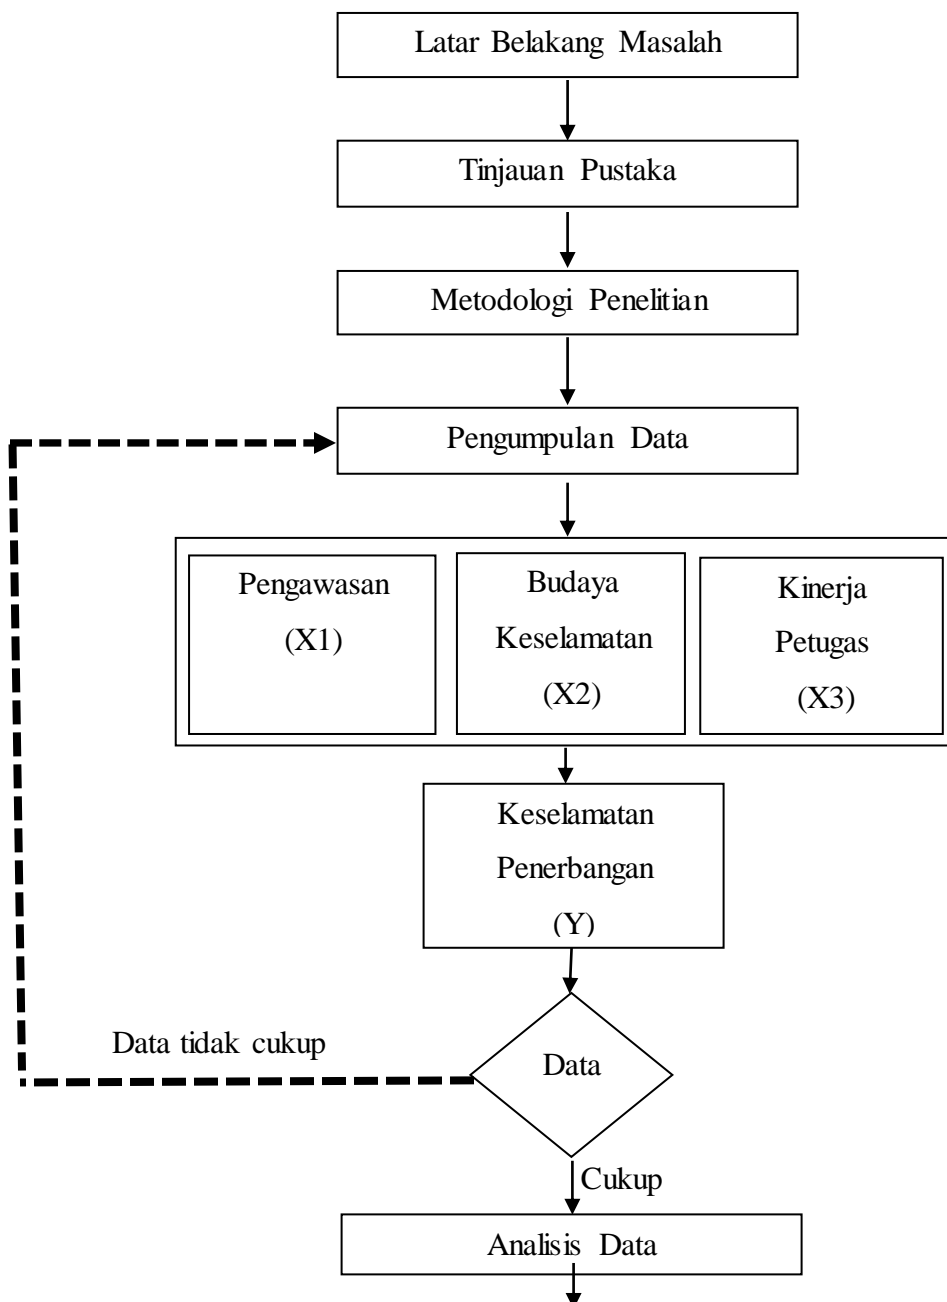 Latar Belakang Masalah
Tinjauan Pustaka
Metodologi Penelitian
Pengumpulan Data
Pengawasan
(X1)
Budaya
Keselamatan
(X2)
Kinerja
Petugas
(X3)
Keselamatan
Penerbangan
(Y)
Data tidak cukup
Data
Cukup
Analisis Data